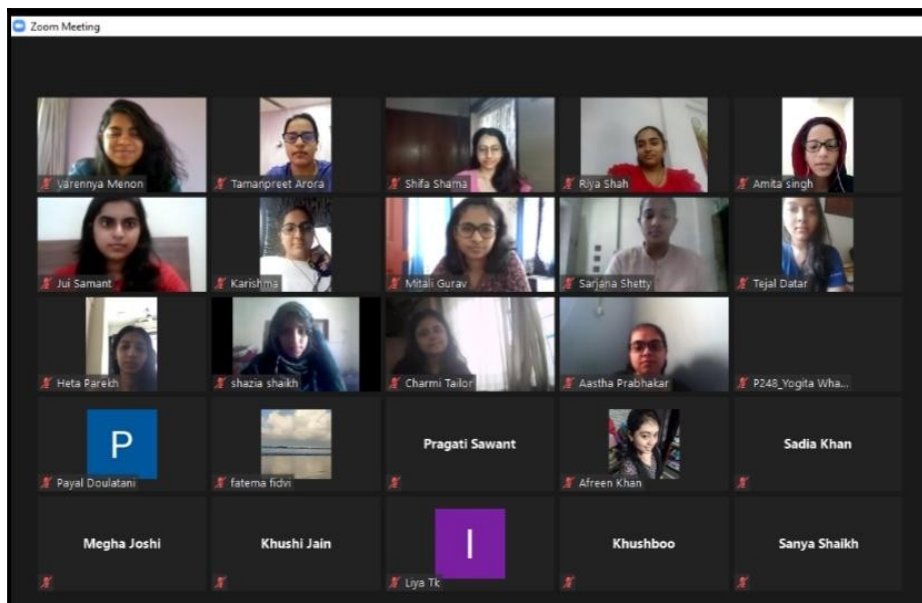 Zoom Meeting
Varennya Menon
Tamanpreet Arora
Shifa Shama
Riya Shah
Amita singh
Jui Samant
Karishma
Mitali Gurav
Sarjana Shetty
Tejal Datar
Heta Parekh
shazia shaikh
Charmi Tailor
Aastha Prabhakar
P248_Yogita Wha...
P
Payal Doulatani
fatema fidvi
Pragati Sawant
Afreen Khan
Sadia Khan
Megha Joshi
Khushi Jain
I
Liya Tk
Khushboo
Sanya Shaikh